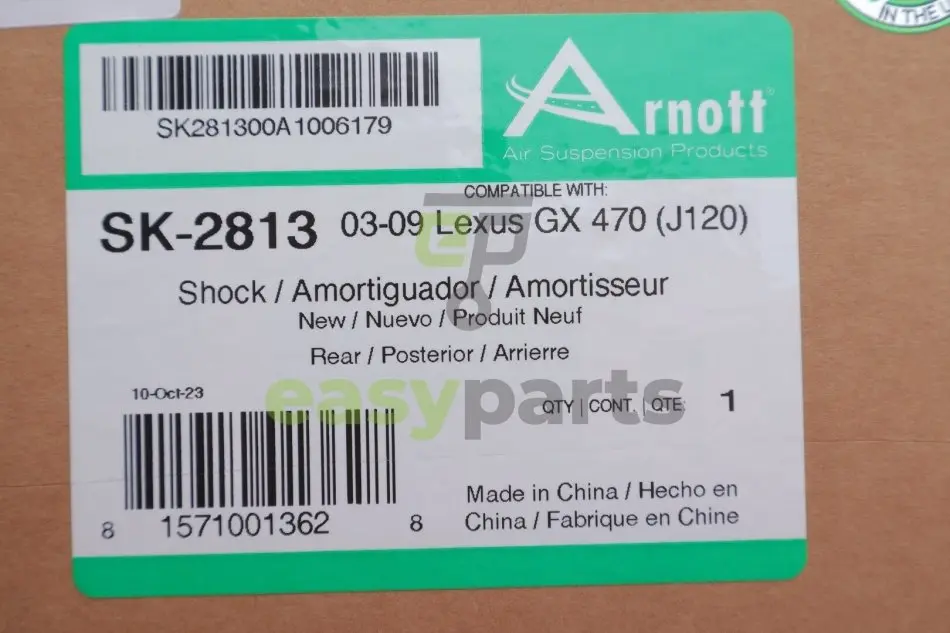 IN THE U
SK281300A1006179
Arnott®
Air Suspension Products
COMPATIBLE WITH:
SK-2813 03-09 Lexus GX 470 (J120)
Shock / Amortiguador / Amortisseur
New / Nuevo / Produit Neuf
Rear / Posterior / Arrierre
10-Oct-23
easyparts
QTY | CONT. | QTE: 1
8 1571001362 8
Made in China / Hecho en
China / Fabrique en Chine